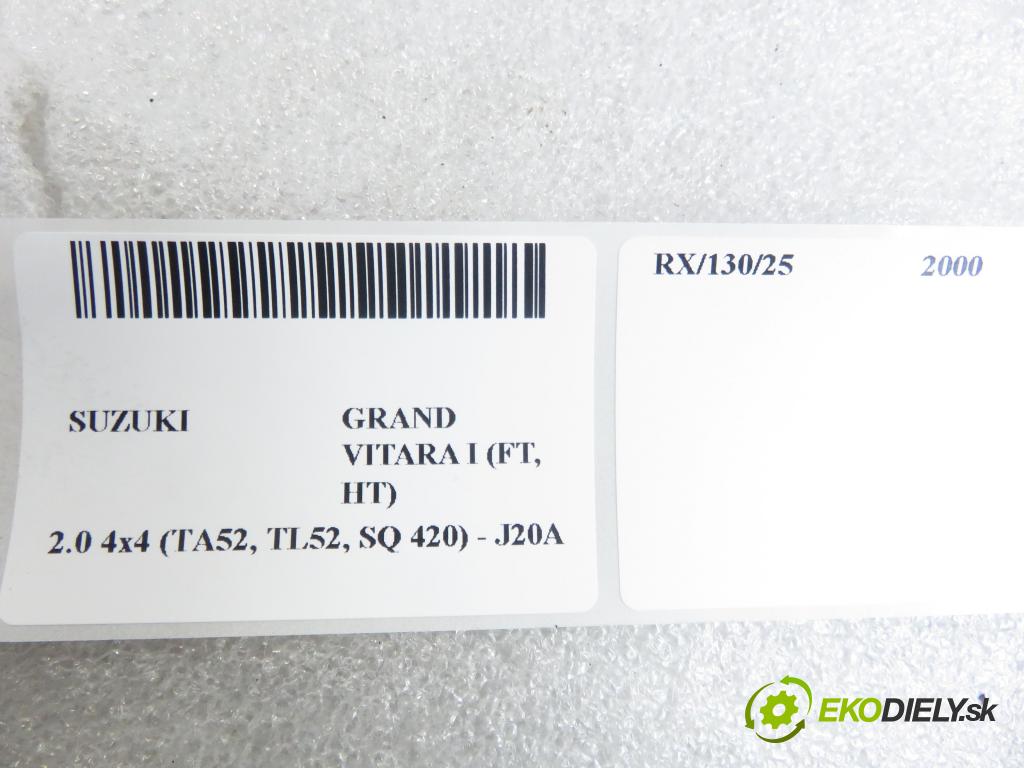 SUZUKI
GRAND
VITARA I (FT,
HT)
2.0 4x4 (TA52, TL52, SQ 420) - J20A
RX/130/25 2000
EKODIELY.sk